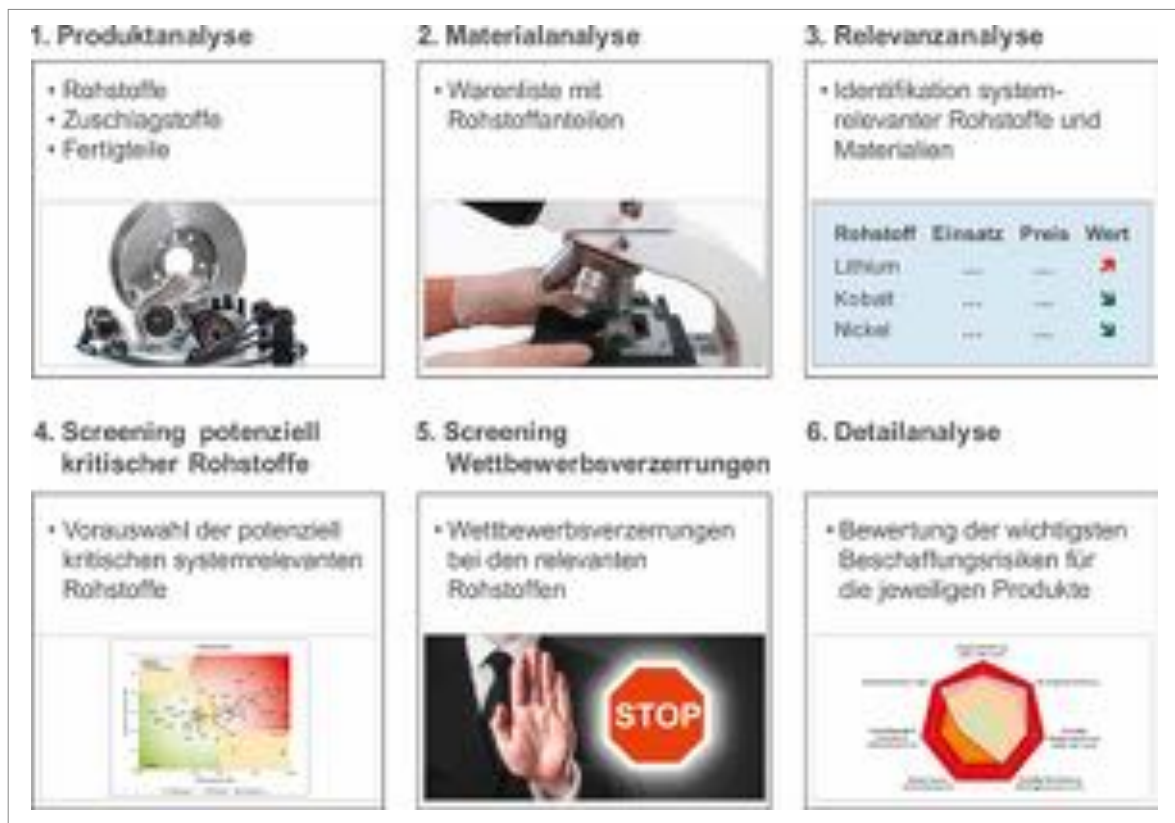 1. Produktanalyse
• Rohstoffe
• Zuschlagstoffe
• Fertigteile
2. Materialanalyse
• Warenliste mit
Rohstoffanteilen
3. Relevanzanalyse
• Identifikation system-
relevanter Rohstoffe und
Materialien
Rohstoff Einsatz Preis Wert
Lithium ... ...
Kobalt ... ...
Nickel ... ...
4. Screening potenziell
kritischer Rohstoffe
• Vorauswahl der potenziell
kritischen systemrelevanten
Rohstoffe
5. Screening
Wettbewerbsverzerrungen
• Wettbewerbsverzerrungen
bei den relevanten
Rohstoffen
STOP
6. Detailanalyse
• Bewertung der wichtigsten
Beschaffungsrisiken für
die jeweiligen Produkte